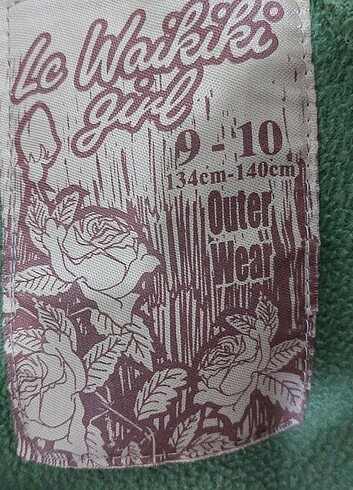 Lc Waikiki
girl
9 - 10
134cm-140cm
Outer
Wear